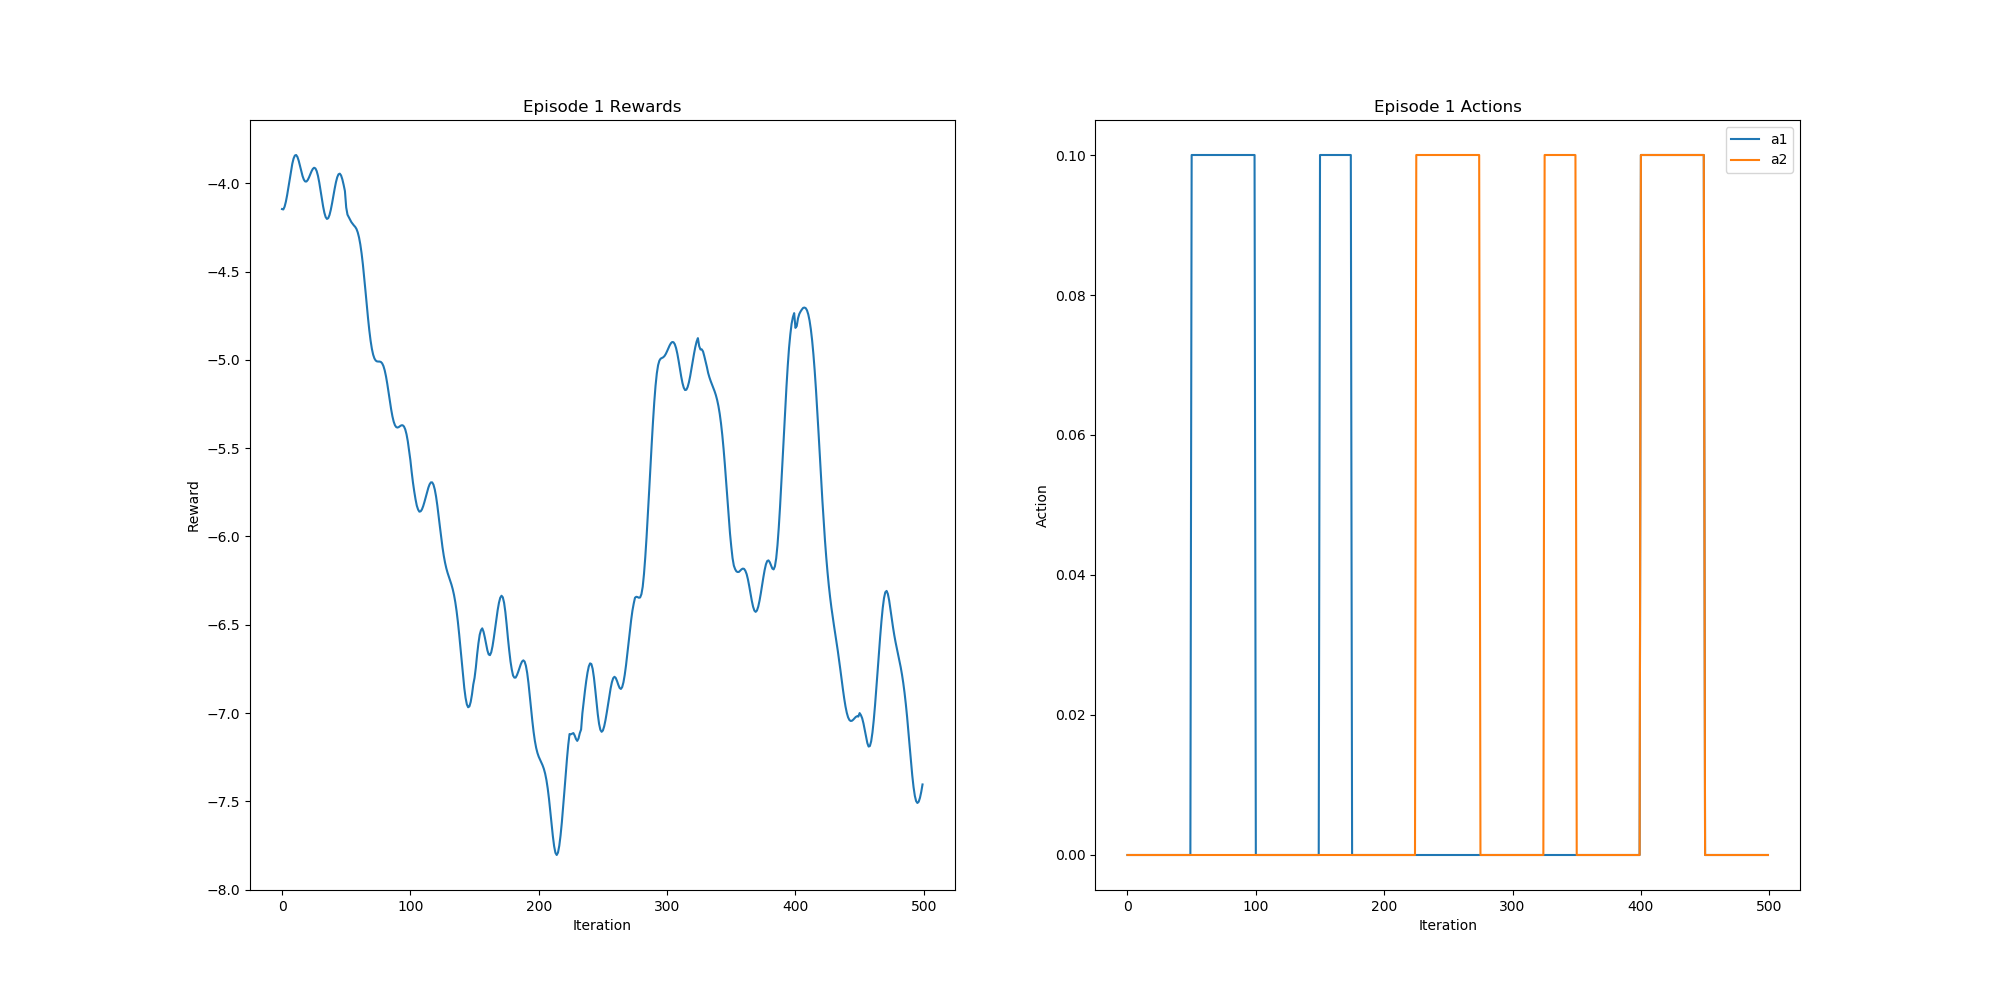 Episode 1 Rewards
−4.0
−4.5
−5.0
−5.5
−6.0
−6.5
−7.0
−7.5
−8.0
Reward
0 100 200 300 400 500
Iteration
Episode 1 Actions
a1
a2
0.10
0.08
0.06
0.04
0.02
0.00
Action
0 100 200 300 400 500
Iteration